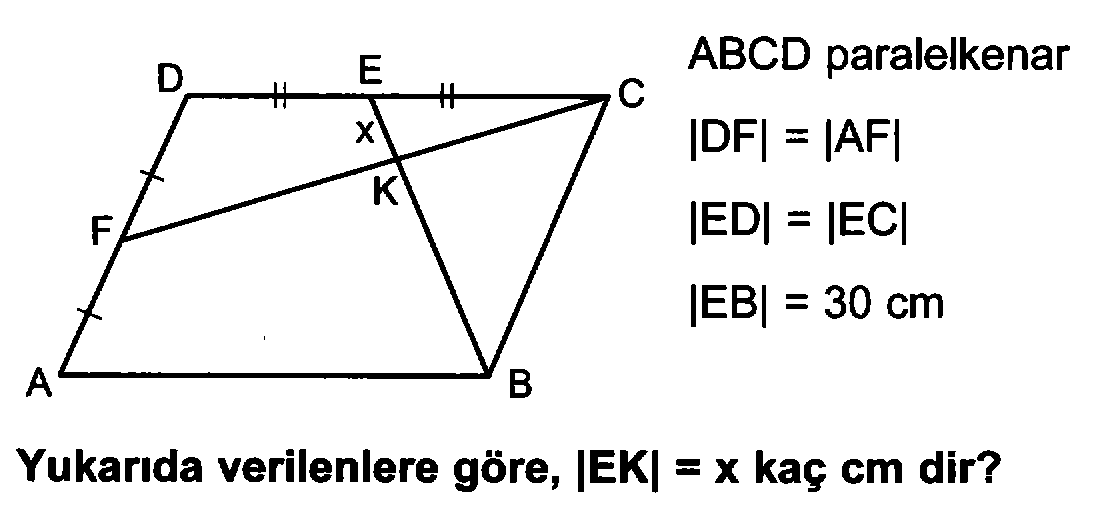 ABCD paralelkenar
|DF| = |AF|
|ED| = |EC|
|EB| = 30 cm
D
E
C
x
K
F
A
B
Yukarıda verilenlere göre, |EK| = x kaç cm dir?